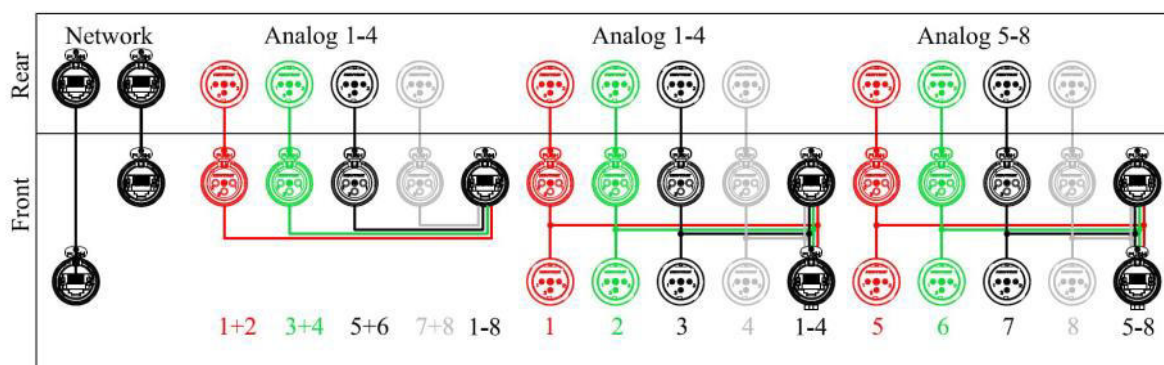 Network Analog 1-4 Analog 1-4 Analog 5-8
Rear
Front
1+2 3+4 5+6 7+8 1-8 1 2 3 4 1-4 5 6 7 8 5-8